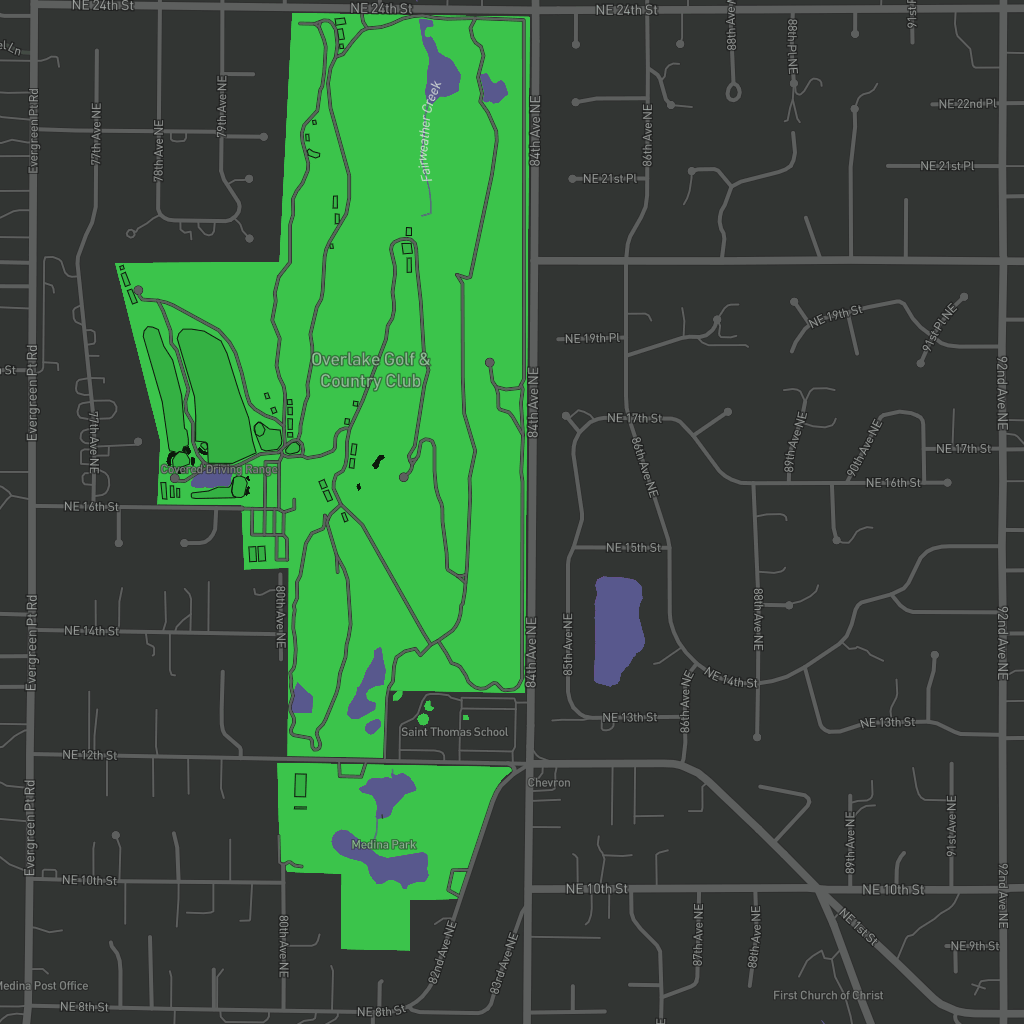 NE 24th St
NE 24th St
NE 24th St
88th Ave NE
88th Pl NE
91st Pl
Evergreen Pt Rd
77th Ave NE
78th Ave NE
79th Ave NE
Fairweather Creek
84th Ave NE
86th Ave NE
NE 22nd Pl
NE 21st Pl
NE 21st Pl
NE 19th St
91st Pl NE
NE 19th Pl
92nd Ave NE
Evergreen Pt Rd
Overlake Golf &
Country Club
84th Ave NE
77th Ave NE
NE 17th St
86th Ave NE
89th Ave NE
90th Ave NE
NE 17th St
Covered Driving Range
NE 16th St
NE 16th St
NE 15th St
80th Ave NE
NE 14th St
Evergreen Pt Rd
84th Ave NE
85th Ave NE
88th Ave NE
92nd Ave NE
NE 14th St
86th Ave NE
NE 13th St
NE 13th St
Saint Thomas School
NE 12th St
Chevron
Evergreen Pt Rd
Medina Park
89th Ave NE
91st Ave NE
NE 10th St
NE 10th St
NE 10th St
92nd Ave NE
80th Ave NE
82nd Ave NE
83rd Ave NE
87th Ave NE
88th Ave NE
NE 1st St
NE 9th St
Medina Post Office
First Church of Christ
NE 8th St
NE 8th St